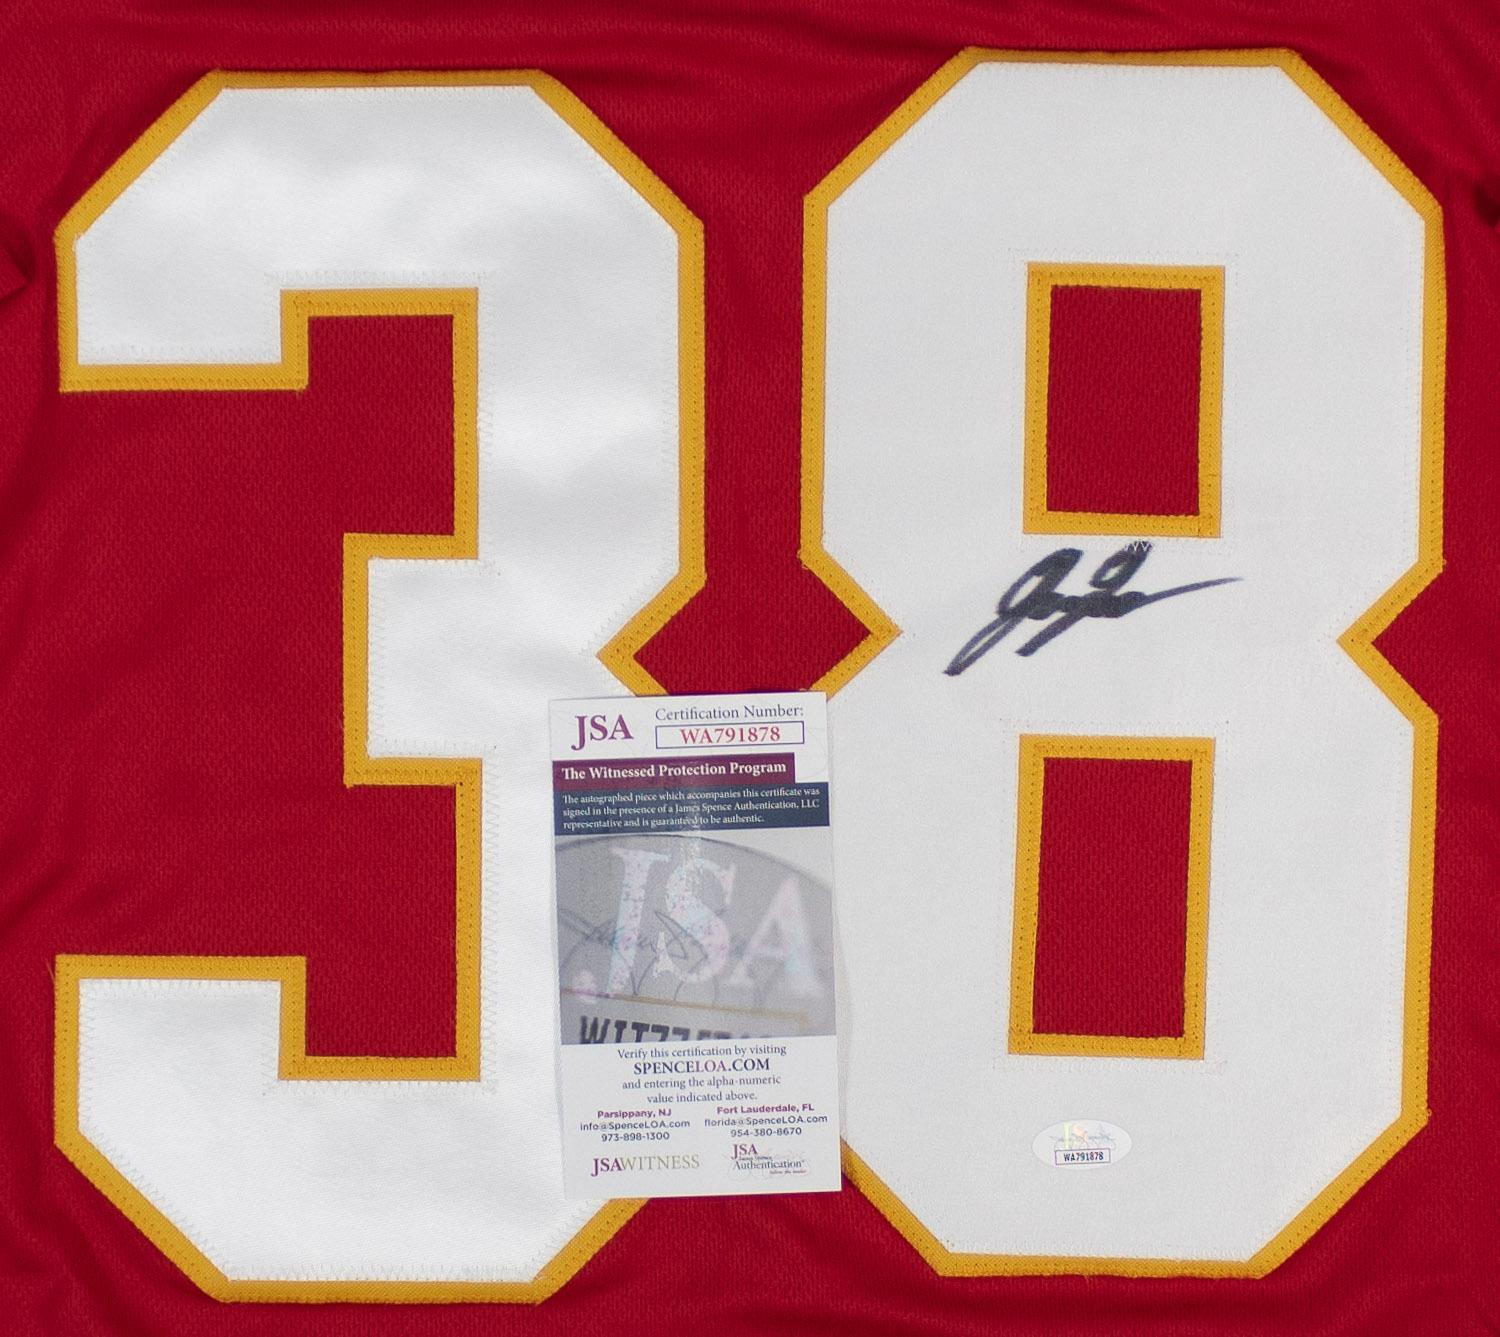 38
JSA
Certification Number:
WA791878
The Witnessed Protection Program
The autographed piece which accompanies this certificate was
signed in the presence of a James Spence Authentication, LLC
representative and is guaranteed to be authentic.
JSA
Verify this certification by visiting
SPENCELOA.COM
and entering the alpha-numeric
value indicated above.
Parsippany, NJ
info@SpenceLOA.com
973-898-1300
Fort Lauderdale, FL
florida@SpenceLOA.com
954-380-8670
JSAWITNESS
JSA
Authentication
JSA
WA791878